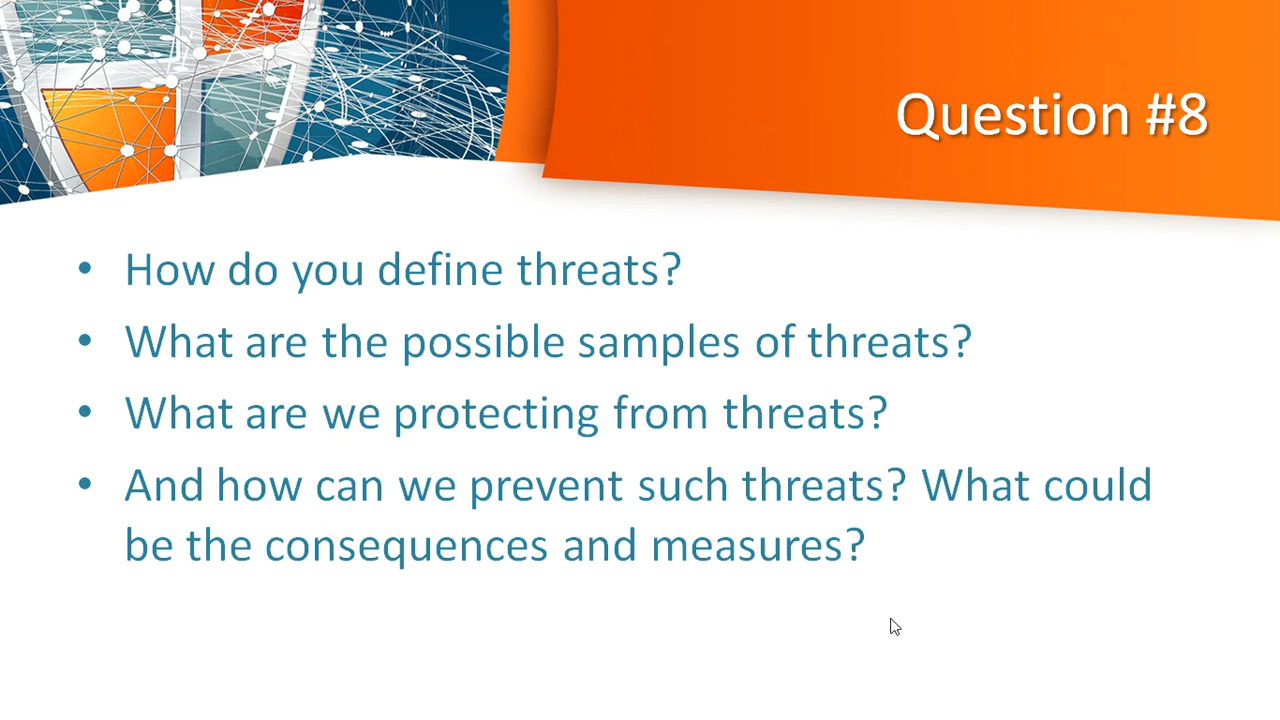 Question #8
• How do you define threats?
• What are the possible samples of threats?
• What are we protecting from threats?
• And how can we prevent such threats? What could
be the consequences and measures?